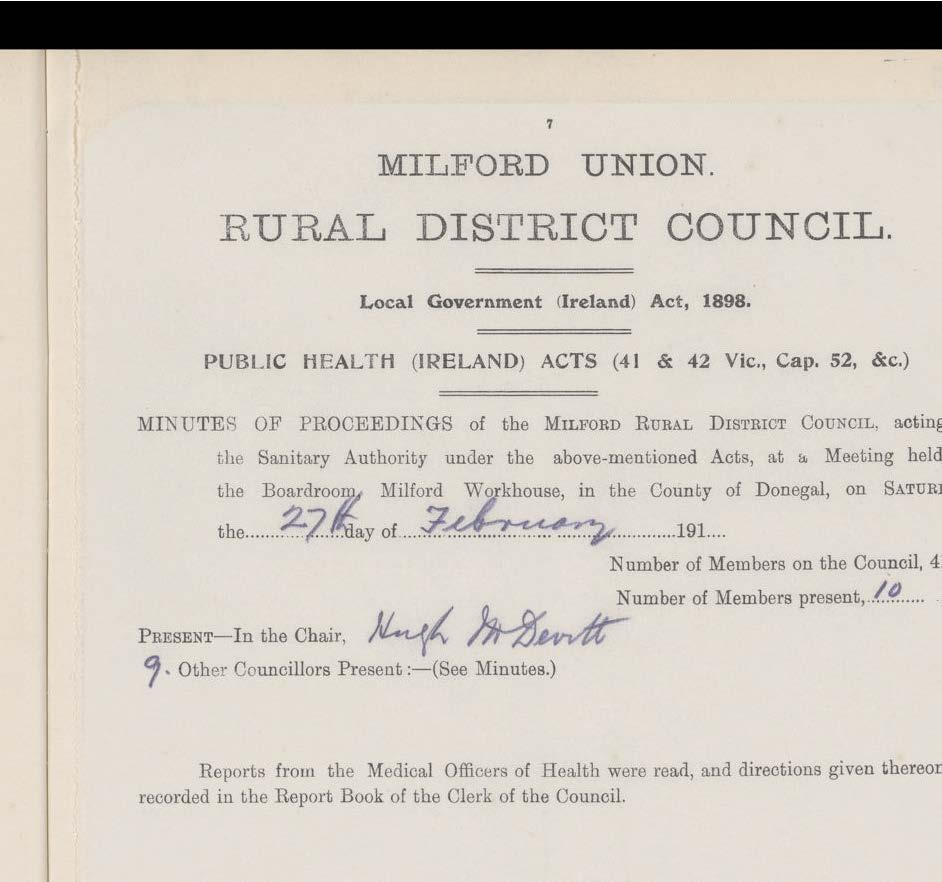 7
MILFORD UNION.
RURAL DISTRICT COUNCIL.
Local Government (Ireland) Act, 1898.
PUBLIC HEALTH (IRELAND) ACTS (41 & 42 Vic., Cap. 52, &c.)
MINUTES OF PROCEEDINGS of the MILFORD RURAL DISTRICT COUNCIL, acting
the Sanitary Authority under the above-mentioned Acts, at a Meeting held
the Boardroom, Milford Workhouse, in the County of Donegal, on SATUR
the........27th day of....February............191....
Number of Members on the Council, 4
Number of Members present, 10........
PRESENT—In the Chair, Hugh McDevitt
9. Other Councillors Present :—(See Minutes.)
Reports from the Medical Officers of Health were read, and directions given thereon
recorded in the Report Book of the Clerk of the Council.